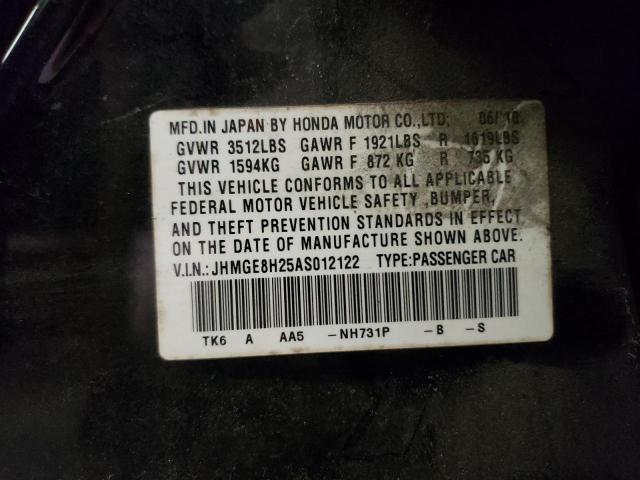 MFD.IN JAPAN BY HONDA MOTOR CO.,LTD: 06/10
GVWR 3512LBS GAWR F 1921LBS R 1619LBS
GVWR 1594KG GAWR F 872 KG R 735 KG
THIS VEHICLE CONFORMS TO ALL APPLICABLE
FEDERAL MOTOR VEHICLE SAFETY ,BUMPER,
AND THEFT PREVENTION STANDARDS IN EFFECT
ON THE DATE OF MANUFACTURE SHOWN ABOVE.
V.I.N:JHMGE8H25AS012122 TYPE:PASSENGER CAR
TK6 A AA5 -NH731P -B -S